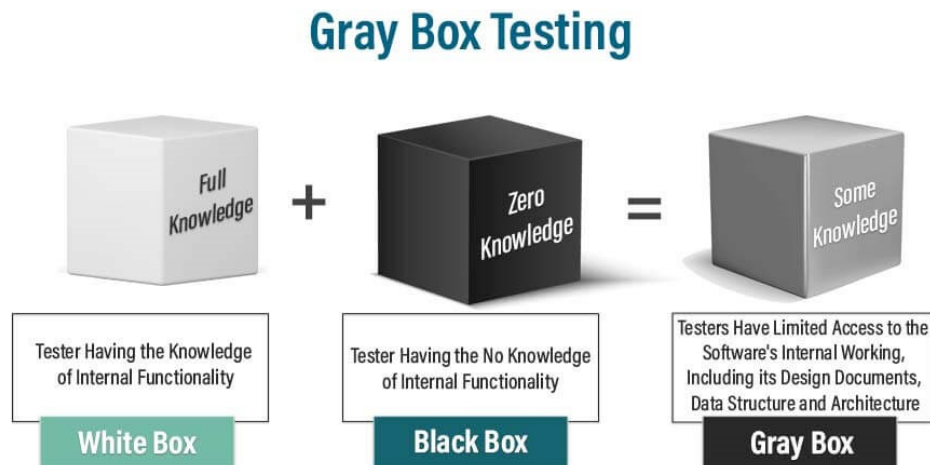 Gray Box Testing
Full
Knowledge
+
Zero
Knowledge
=
Some
Knowledge
Tester Having the Knowledge
of Internal Functionality
White Box
Tester Having the No Knowledge
of Internal Functionality
Black Box
Testers Have Limited Access to the
Software's Internal Working,
Including its Design Documents,
Data Structure and Architecture
Gray Box